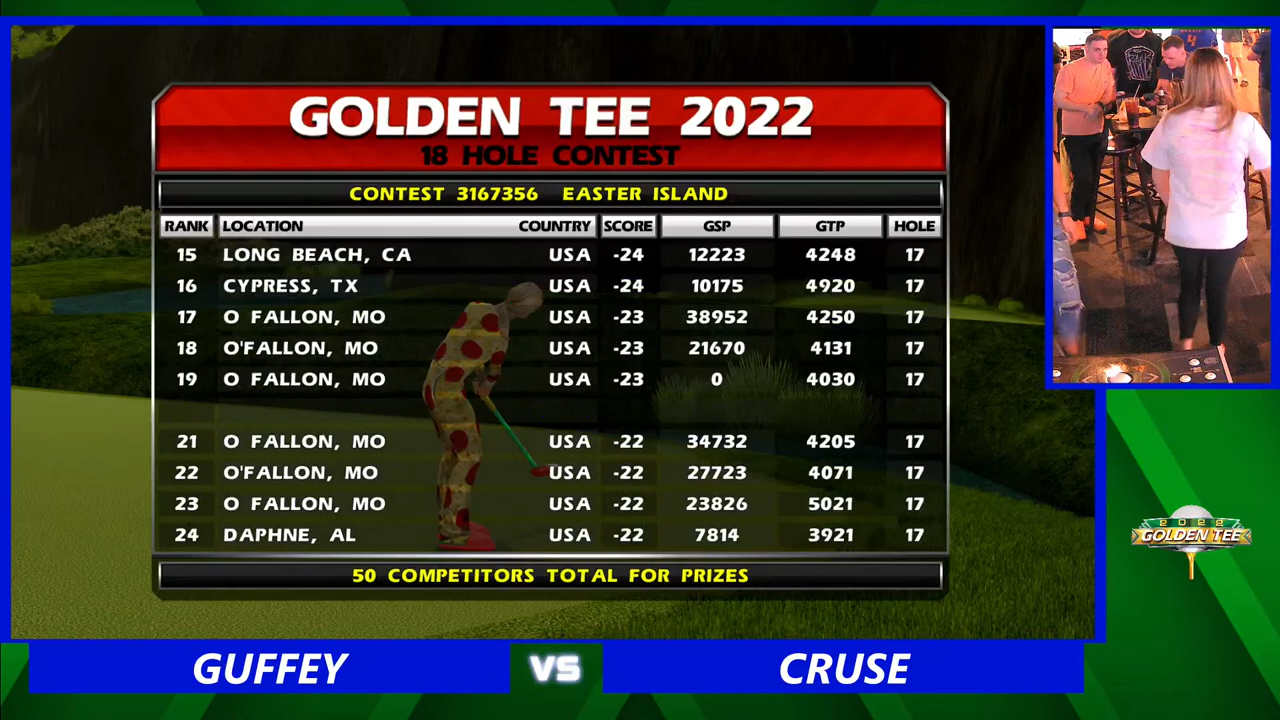 GOLDEN TEE 2022
18 HOLE CONTEST
CONTEST 3167356 EASTER ISLAND
RANK LOCATION COUNTRY SCORE GSP GTP HOLE
15 LONG BEACH, CA USA -24 12223 4248 17
16 CYPRESS, TX USA -24 10175 4920 17
17 O FALLON, MO USA -23 38952 4250 17
18 O'FALLON, MO USA -23 21670 4131 17
19 O FALLON, MO USA -23 0 4030 17
21 O FALLON, MO USA -22 34732 4205 17
22 O'FALLON, MO USA -22 27723 4071 17
23 O FALLON, MO USA -22 23826 5021 17
24 DAPHNE, AL USA -22 7814 3921 17
50 COMPETITORS TOTAL FOR PRIZES
2022
GOLDEN TEE
GUFFEY VS CRUSE